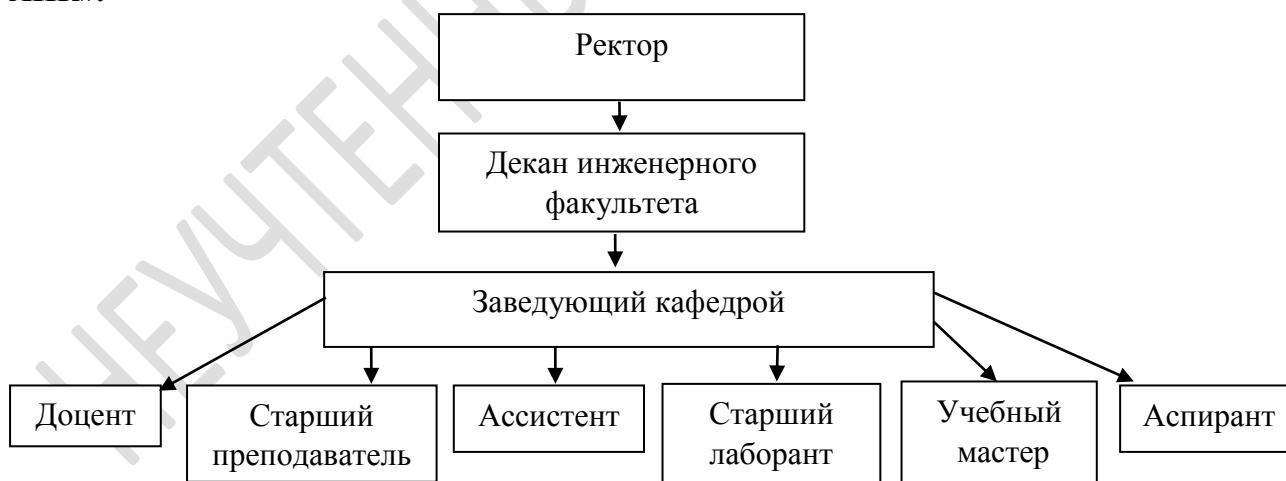 Ректор
Декан инженерного
факультета
Заведующий кафедрой
Доцент
Старший
преподаватель
Ассистент
Старший
лаборант
Учебный
мастер
Аспирант